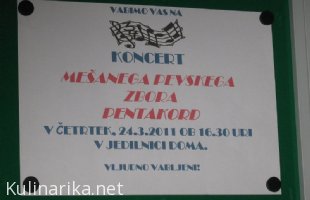 VABIMO VAS NA
KONCERT
MEŠANEGA PEVSKEGA
ZBORA
PENTAKORD
V ČETRTEK, 24.3.2011 OB 16.30 URI
V JEDILNICI DOMA.
VLJUDNO VABLJENI!
Kulinarika.net